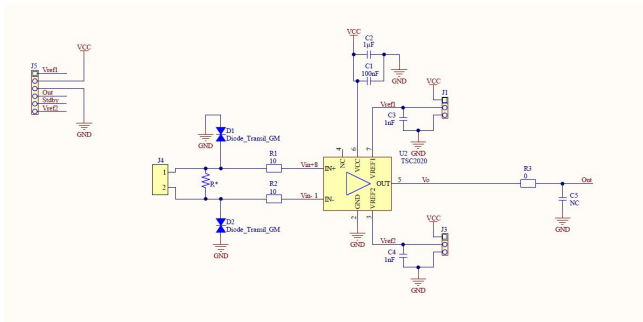 VCC
C2
1µF
VCC
C1
100nF
GND
VCC
J5
Vref1
Out
Stdby
Vref2
GND
J1
Vref1
C3
1nF
GND
D1
Diode_Transil_GM
GND
4
6
7
U2
TSC2020
NC
VCC
VREF1
J4
1
2
R*
R1
10
Vin+ 8
IN+
R2
10
Vin- 1
IN-
OUT
5
Vo
R3
0
Out
C5
NC
GND
GND
VREF2
2
3
D2
Diode_Transil_GM
GND
GND
VCC
J3
Vref2
C4
1nF
GND